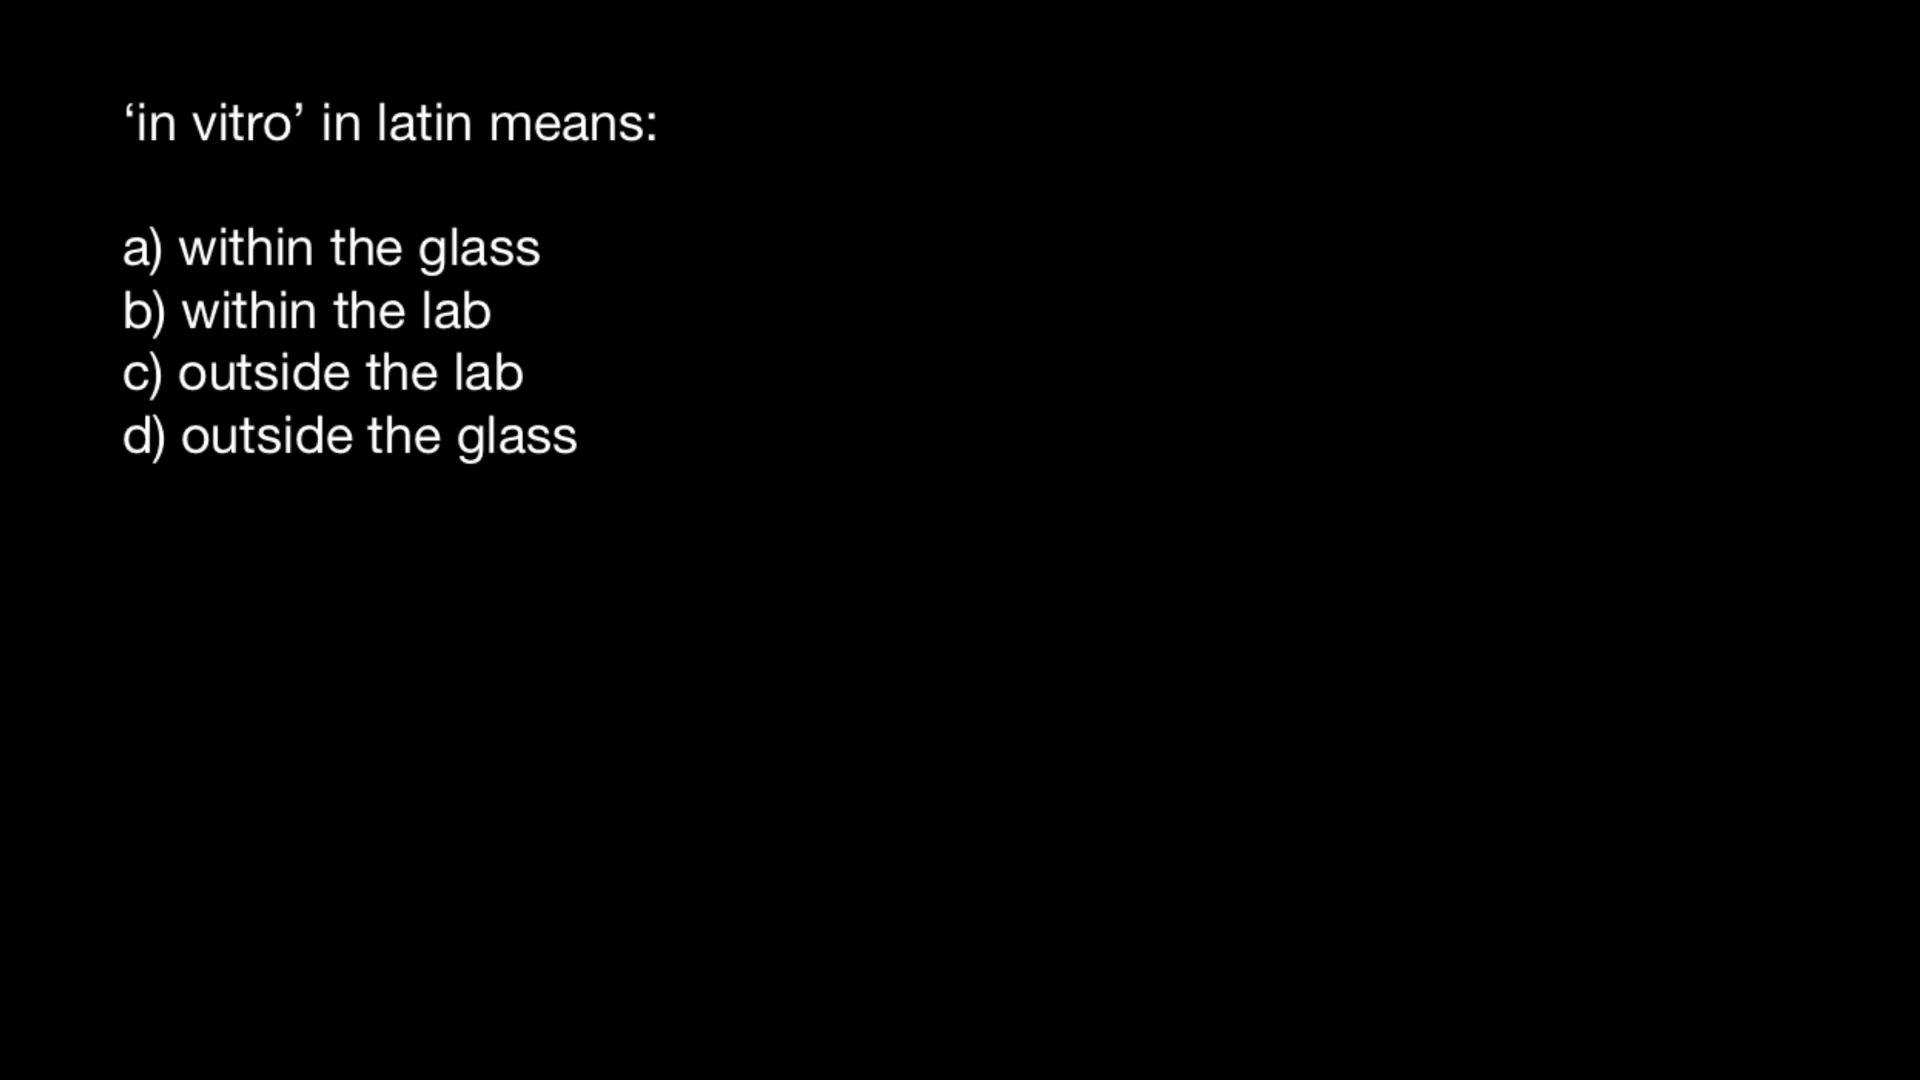 ‘in vitro’ in latin means:
a) within the glass
b) within the lab
c) outside the lab
d) outside the glass